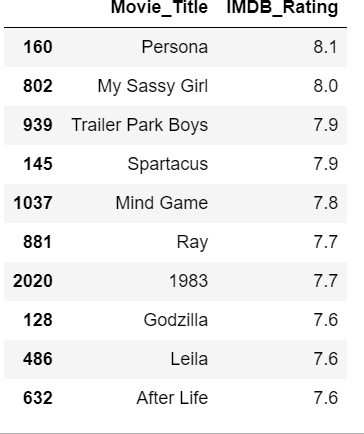 Movie_Title IMDB_Rating
160 Persona 8.1
802 My Sassy Girl 8.0
939 Trailer Park Boys 7.9
145 Spartacus 7.9
1037 Mind Game 7.8
881 Ray 7.7
2020 1983 7.7
128 Godzilla 7.6
486 Leila 7.6
632 After Life 7.6